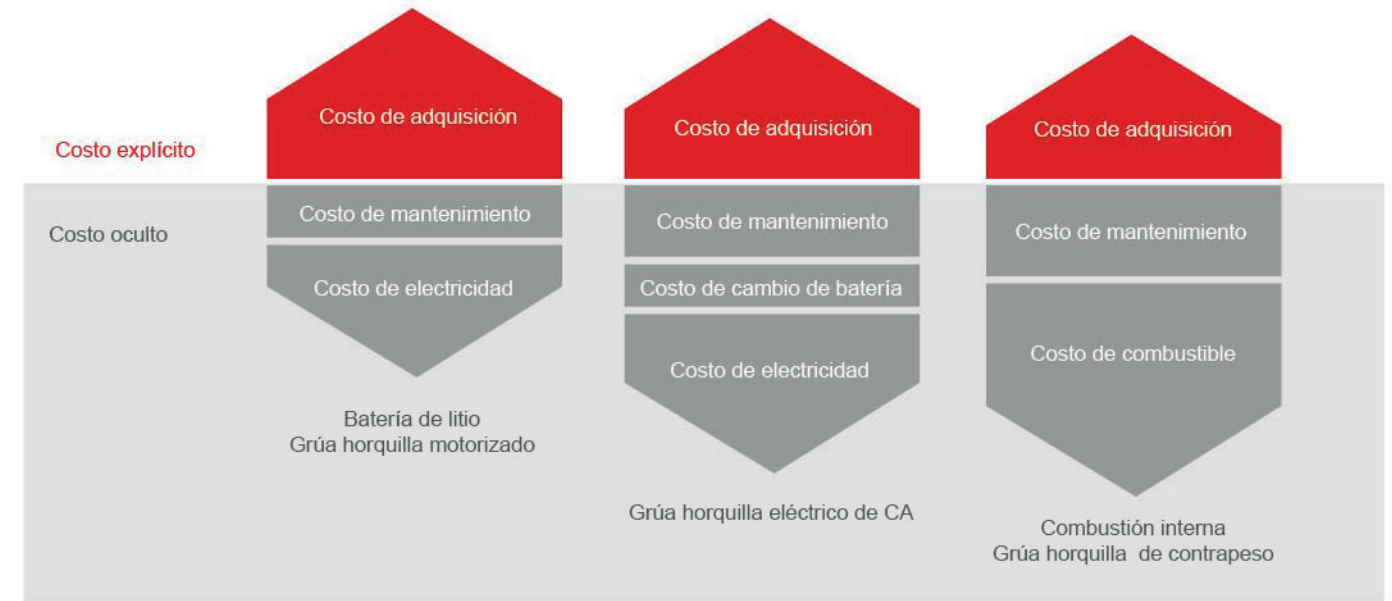 Costo explícito
Costo oculto
Costo de adquisición
Costo de mantenimiento
Costo de electricidad
Batería de litio
Grúa horquilla motorizado
Costo de adquisición
Costo de mantenimiento
Costo de cambio de batería
Costo de electricidad
Grúa horquilla eléctrico de CA
Costo de adquisición
Costo de mantenimiento
Costo de combustible
Combustión interna
Grúa horquilla de contrapeso